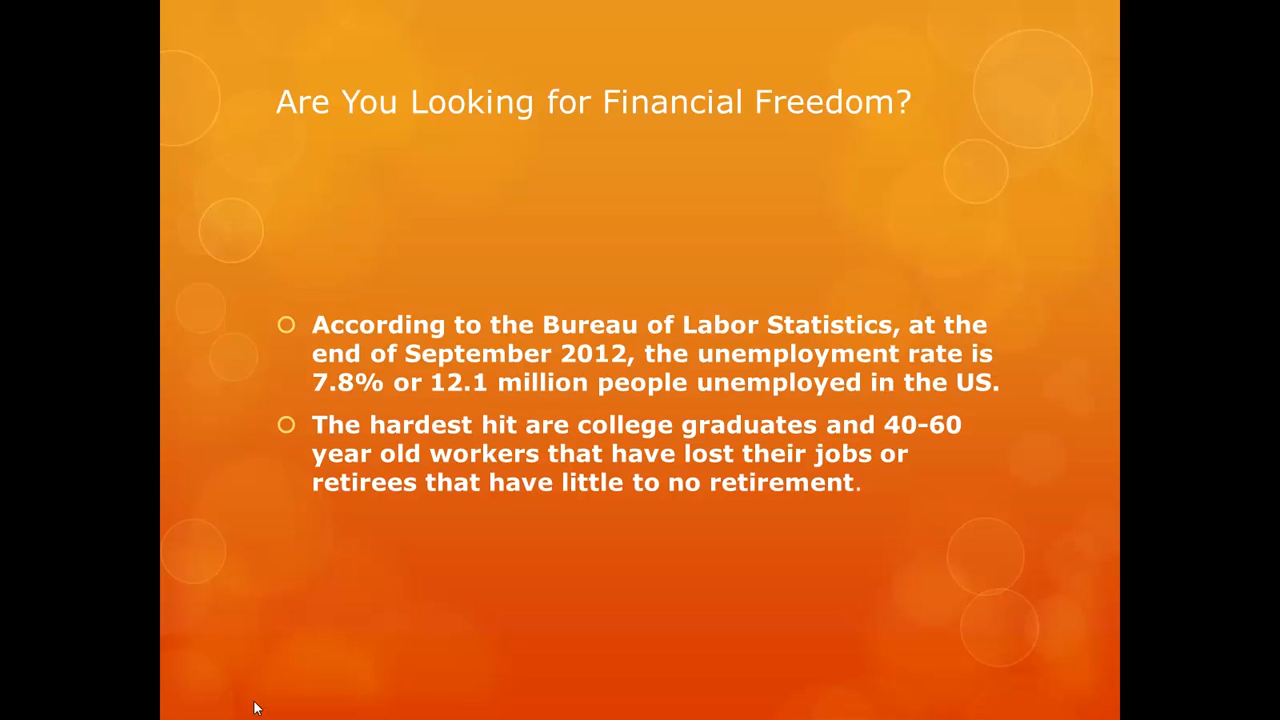 Are You Looking for Financial Freedom?
According to the Bureau of Labor Statistics, at the
end of September 2012, the unemployment rate is
7.8% or 12.1 million people unemployed in the US.
The hardest hit are college graduates and 40-60
year old workers that have lost their jobs or
retirees that have little to no retirement.